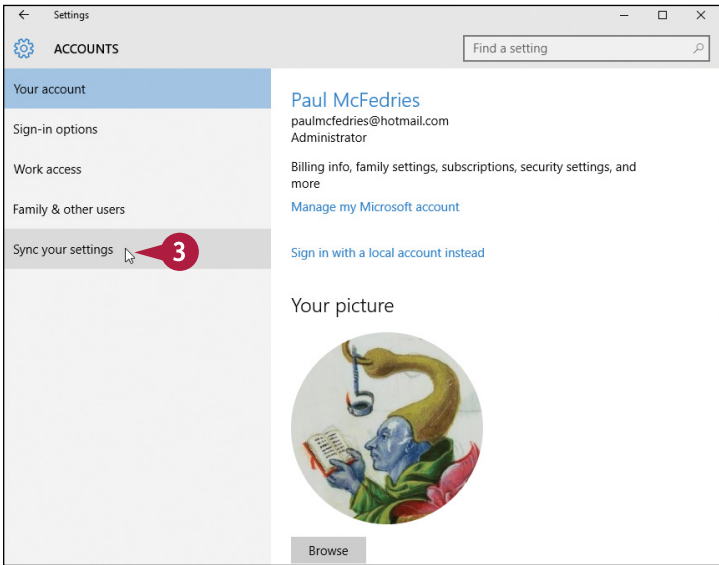 Settings
ACCOUNTS
Find a setting
Your account
Sign-in options
Work access
Family & other users
Sync your settings
3
Paul McFedries
paulmcfedries@hotmail.com
Administrator
Billing info, family settings, subscriptions, security settings, and
more
Manage my Microsoft account
Sign in with a local account instead
Your picture
Browse